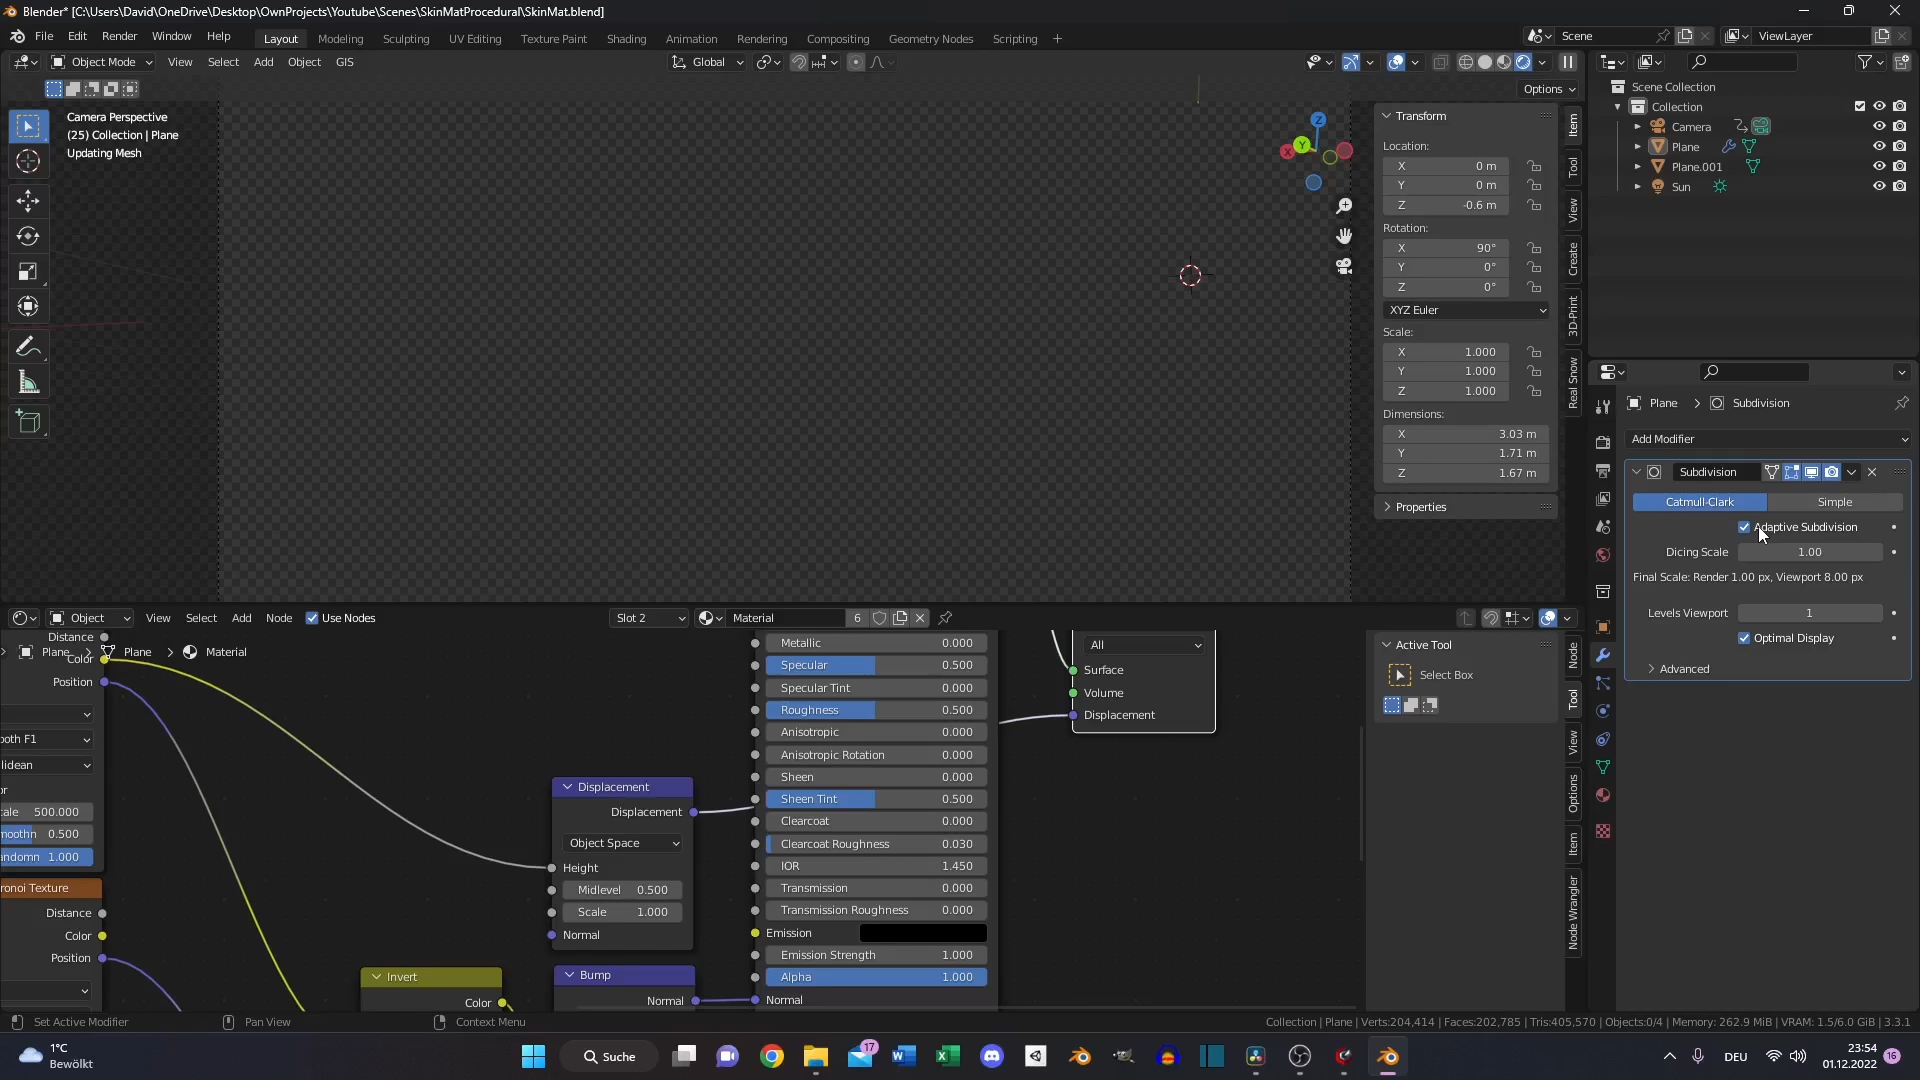 Blender* [C:\Users\David\OneDrive\Desktop\OwnProjects\Youtube\Scenes\SkinMatProcedural\SkinMat.blend]
File Edit Render Window Help Layout Modeling Sculpting UV Editing Texture Paint Shading Animation Rendering Compositing Geometry Nodes Scripting + Scene ViewLayer
Object Mode View Select Add Object GIS Global
Options
Camera Perspective
(25) Collection | Plane
Updating Mesh
Z
Y
X
Transform
Location:
X 0 m
Y 0 m
Z -0.6 m
Rotation:
X 90°
Y 0°
Z 0°
XYZ Euler
Scale:
X 1.000
Y 1.000
Z 1.000
Dimensions:
X 3.03 m
Y 1.71 m
Z 1.67 m
Properties
Item
Tool
View
Create
3D-Print
Real Snow
Scene Collection
Collection
Camera
Plane
Plane.001
Sun
Plane > Subdivision
Add Modifier
Subdivision
Catmull-Clark Simple
Adaptive Subdivision
Dicing Scale 1.00
Final Scale: Render 1.00 px, Viewport 8.00 px
Levels Viewport 1
Optimal Display
Advanced
Object View Select Add Node Use Nodes Slot 2 Material 6
Distance
Plane > Plane > Material
Color
Position
ooth F1
lidean
or
cale 500.000
moothn 0.500
andomn 1.000
ronoi Texture
Distance
Color
Position
Invert
Color
Displacement
Displacement
Object Space
Height
Midlevel 0.500
Scale 1.000
Normal
Bump
Normal
Metallic 0.000
Specular 0.500
Specular Tint 0.000
Roughness 0.500
Anisotropic 0.000
Anisotropic Rotation 0.000
Sheen 0.000
Sheen Tint 0.500
Clearcoat 0.000
Clearcoat Roughness 0.030
IOR 1.450
Transmission 0.000
Transmission Roughness 0.000
Emission
Emission Strength 1.000
Alpha 1.000
Normal
All
Surface
Volume
Displacement
Active Tool
Select Box
Node
Tool
View
Options
Item
Node Wrangler
Set Active Modifier Pan View Context Menu Collection | Plane | Verts:204,414 | Faces:202,785 | Tris:405,570 | Objects:0/4 | Memory: 262.9 MiB | VRAM: 1.5/6.0 GiB | 3.3.1
1°C
Bewölkt
Suche
17
DEU
23:54
01.12.2022
16